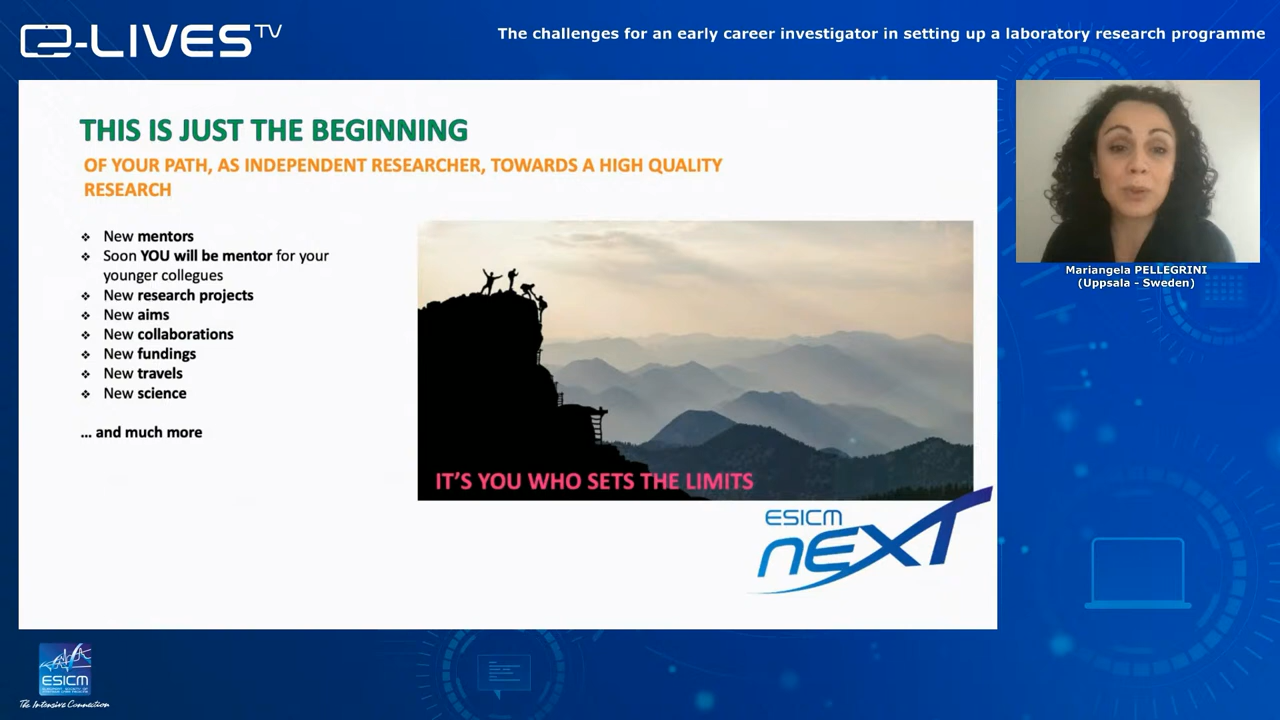 e-LIVES TV
The challenges for an early career investigator in setting up a laboratory research programme
THIS IS JUST THE BEGINNING
OF YOUR PATH, AS INDEPENDENT RESEARCHER, TOWARDS A HIGH QUALITY
RESEARCH
❖ New mentors
❖ Soon YOU will be mentor for your
younger collegues
❖ New research projects
❖ New aims
❖ New collaborations
❖ New fundings
❖ New travels
❖ New science
... and much more
IT'S YOU WHO SETS THE LIMITS
ESICM
nEXT
Mariangela PELLEGRINI
(Uppsala - Sweden)
ESICM
The Intensive Connection